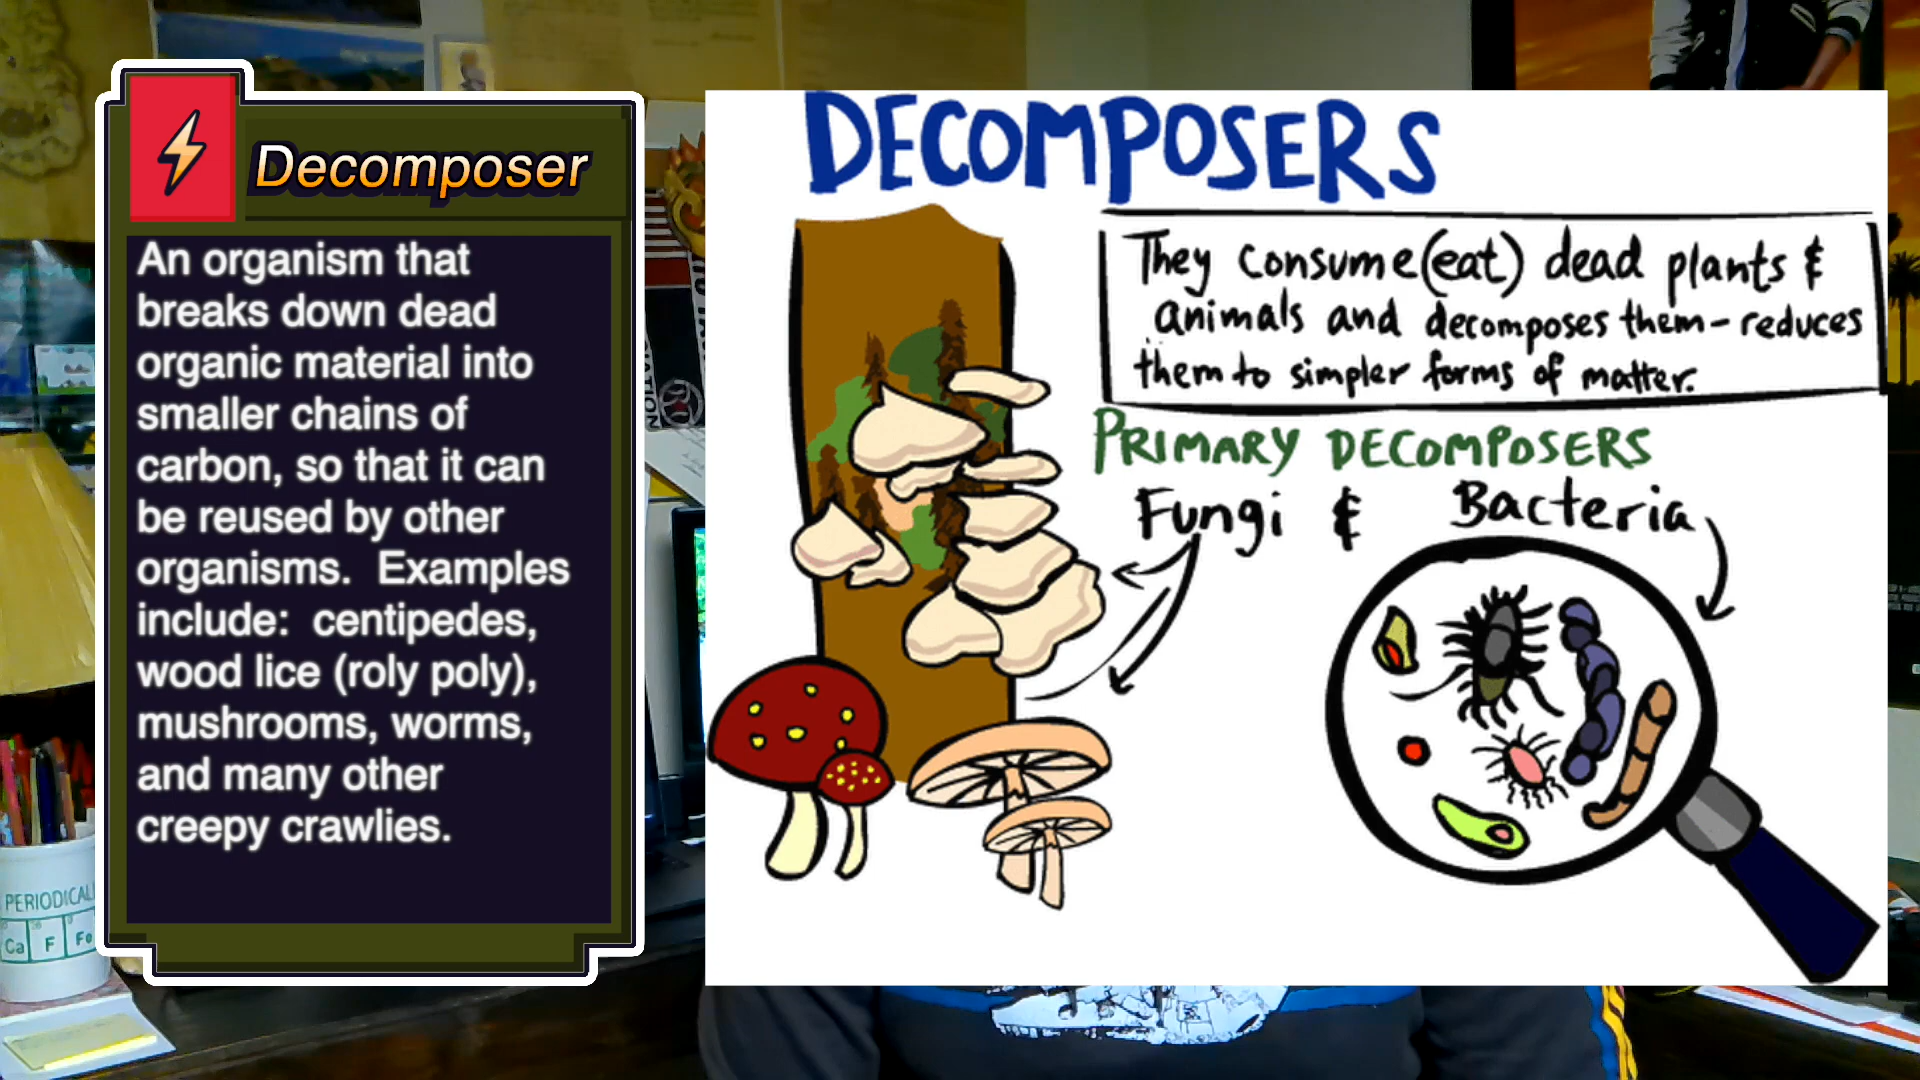 Decomposer
An organism that
breaks down dead
organic material into
smaller chains of
carbon, so that it can
be reused by other
organisms.  Examples
include:  centipedes,
wood lice (roly poly),
mushrooms, worms,
and many other
creepy crawlies.
DECOMPOSERS
They consume (eat) dead plants &
animals and decomposes them - reduces
them to simpler forms of matter.
PRIMARY DECOMPOSERS
Fungi & Bacteria
PERIODICAL
Ca F Fe